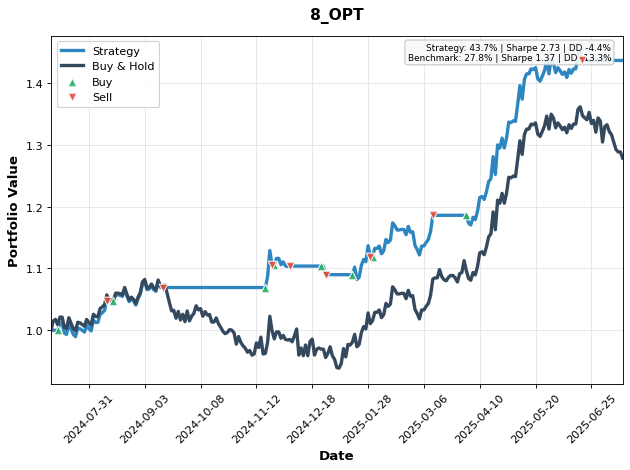 8_OPT
Strategy
Buy & Hold
Buy
Sell
Strategy: 43.7% | Sharpe 2.73 | DD -4.4%
Benchmark: 27.8% | Sharpe 1.37 | DD -13.3%
Portfolio Value
1.4
1.3
1.2
1.1
1.0
2024-07-31
2024-09-03
2024-10-08
2024-11-12
2024-12-18
2025-01-28
2025-03-06
2025-04-10
2025-05-20
2025-06-25
Date